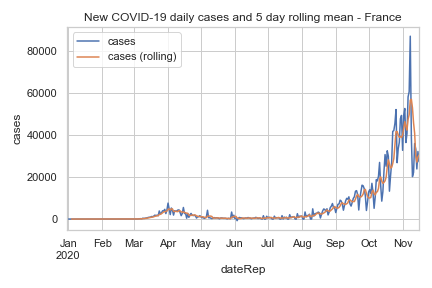 New COVID-19 daily cases and 5 day rolling mean - France
cases
cases (rolling)
80000
60000
40000
20000
0
cases
Jan Feb Mar Apr May Jun Jul Aug Sep Oct Nov
2020
dateRep